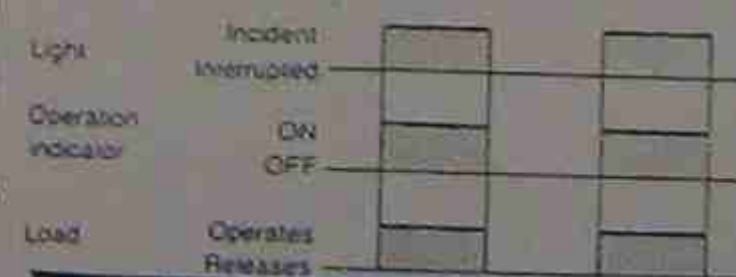 Light
Incident
Interrupted
Operation
indicator
ON
OFF
Load
Operates
Releases